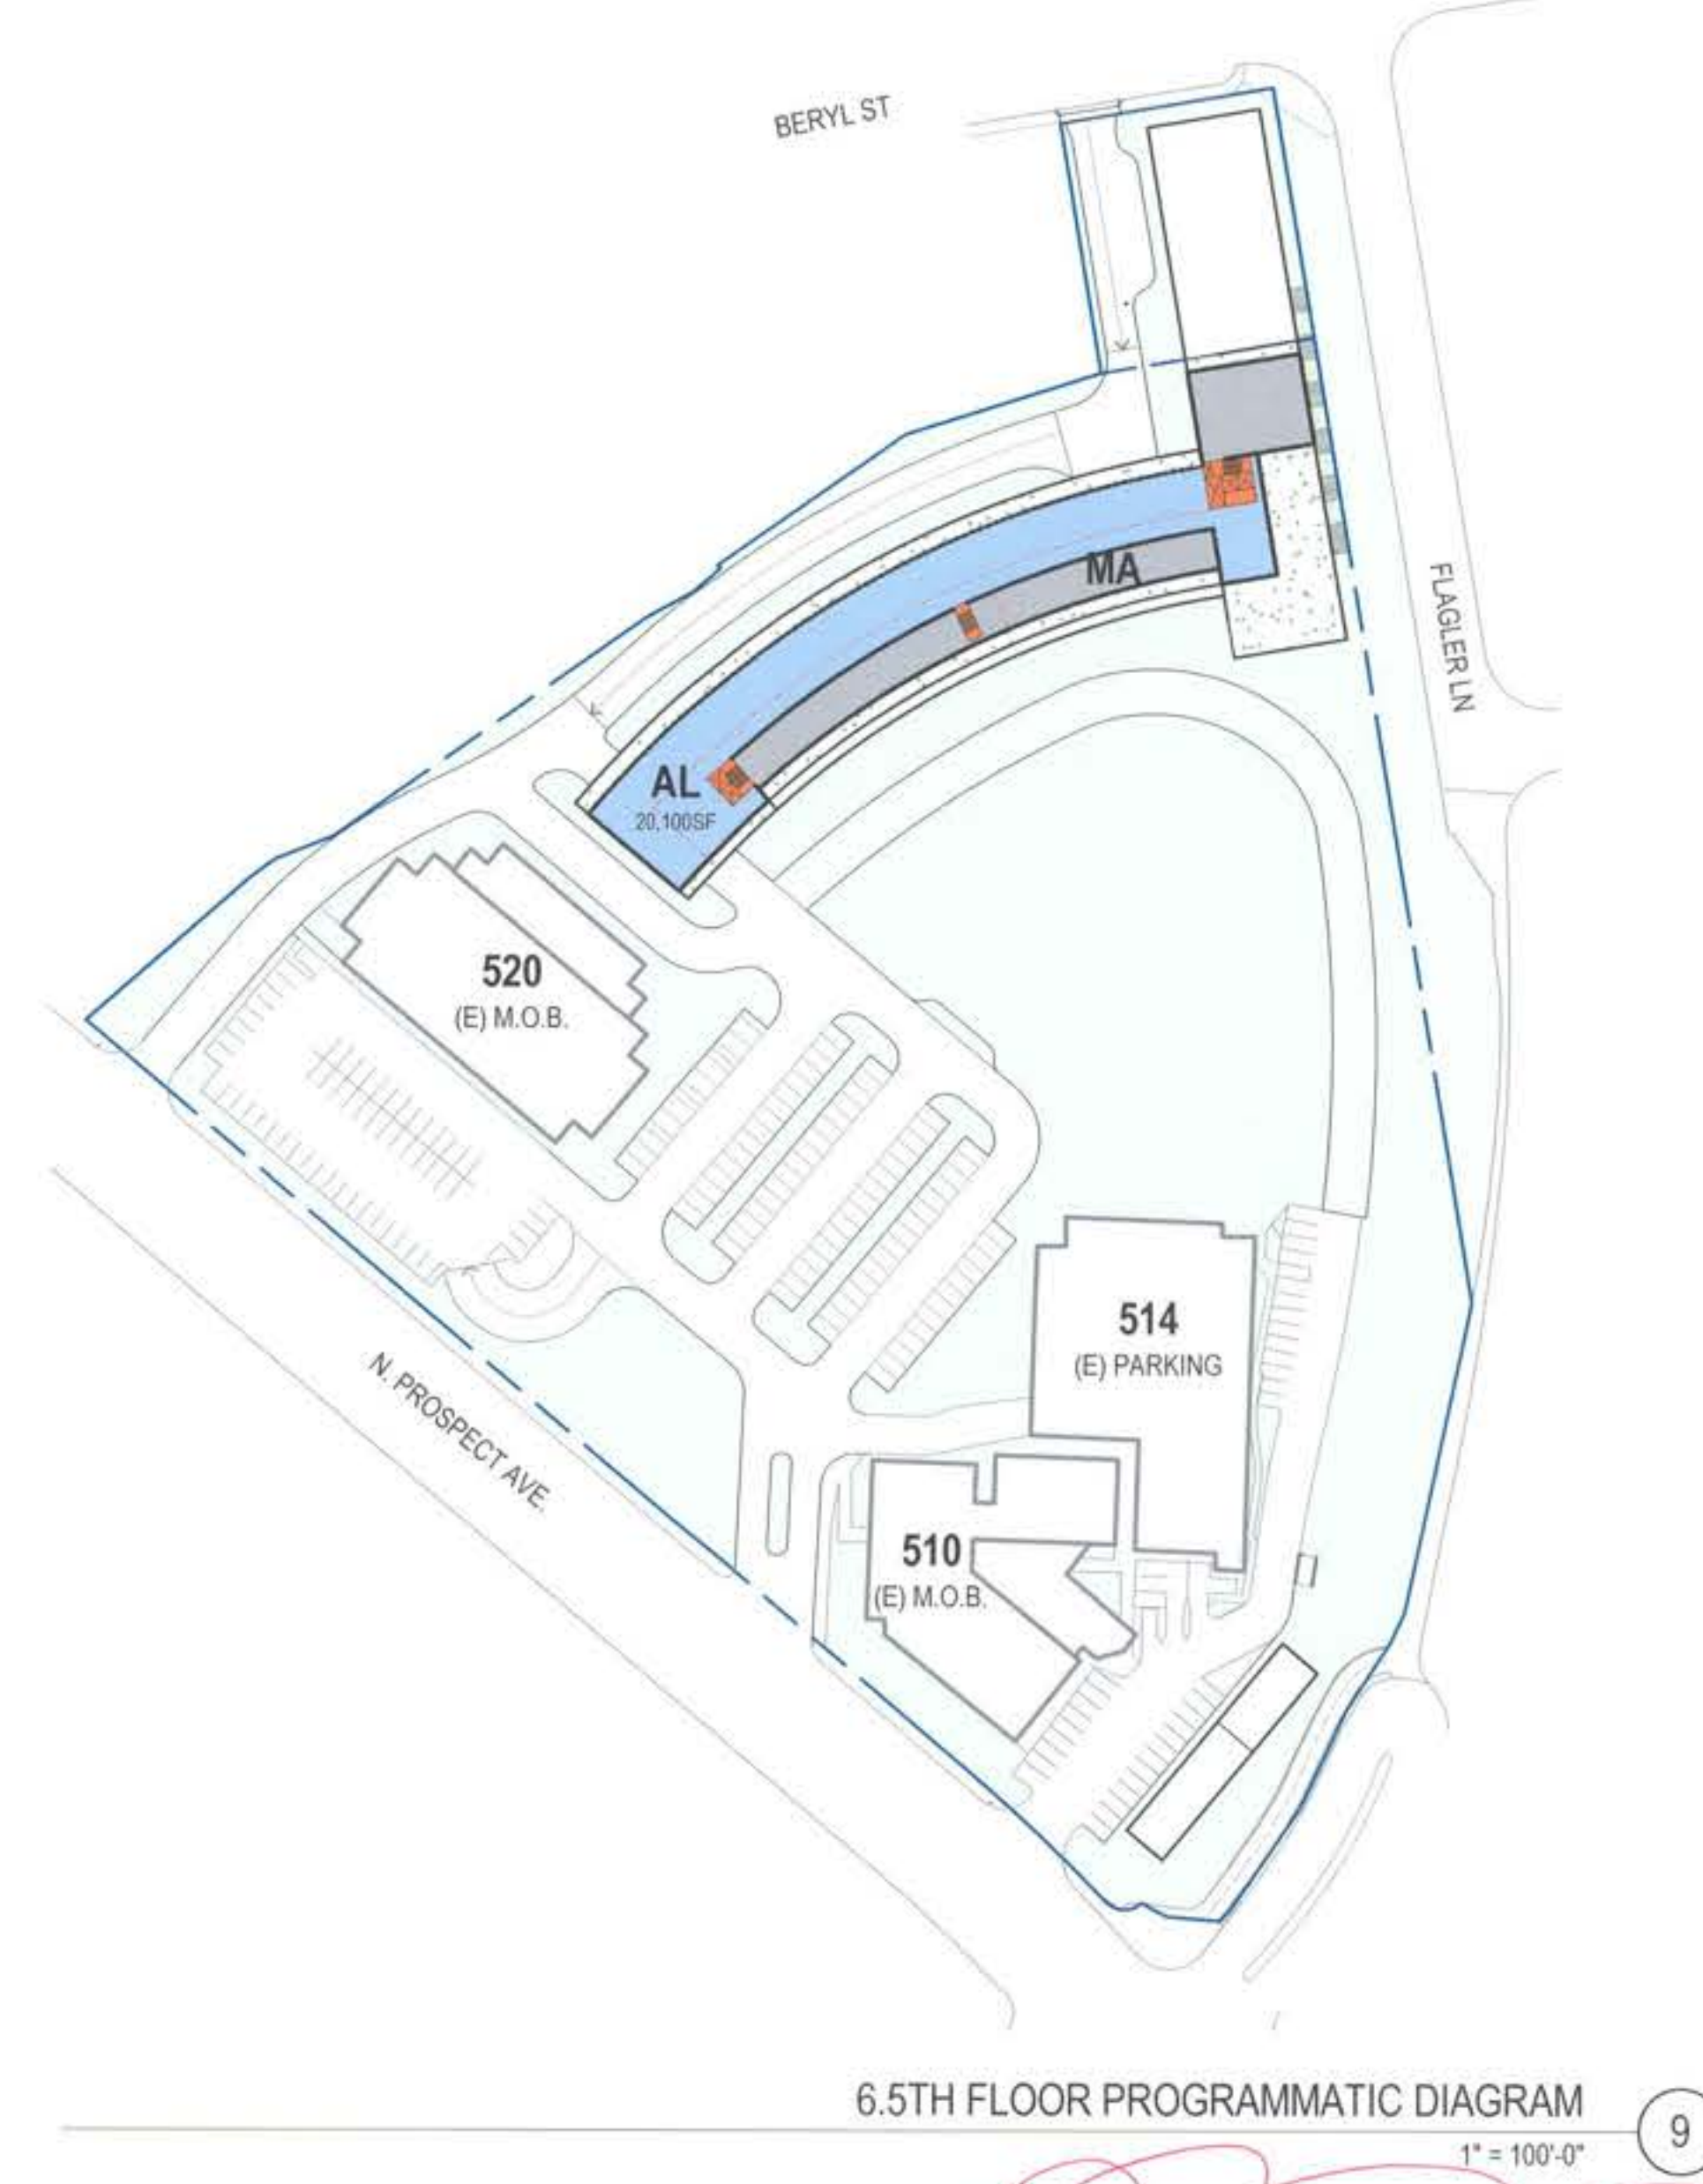 BERYL ST
FLAGLER LN
MA
AL
20,100SF
520
(E) M.O.B.
514
(E) PARKING
N. PROSPECT AVE.
510
(E) M.O.B.
6.5TH FLOOR PROGRAMMATIC DIAGRAM
9
1" = 100'-0"